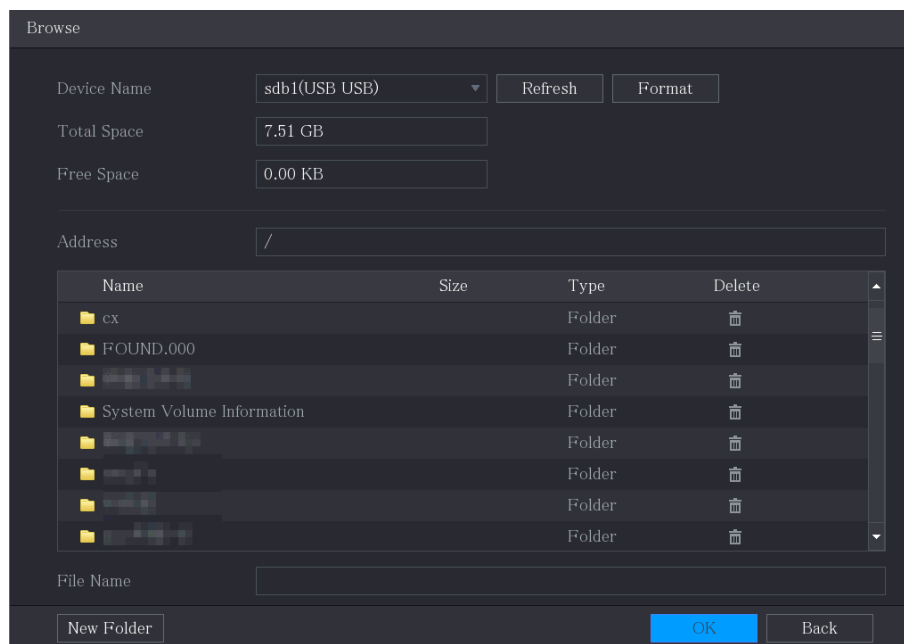 Browse
Device Name sdb1(USB USB) Refresh Format
Total Space 7.51 GB
Free Space 0.00 KB
Address /
Name Size Type Delete
cx Folder
FOUND.000 Folder
Folder
System Volume Information Folder
Folder
Folder
Folder
Folder
File Name
New Folder OK Back